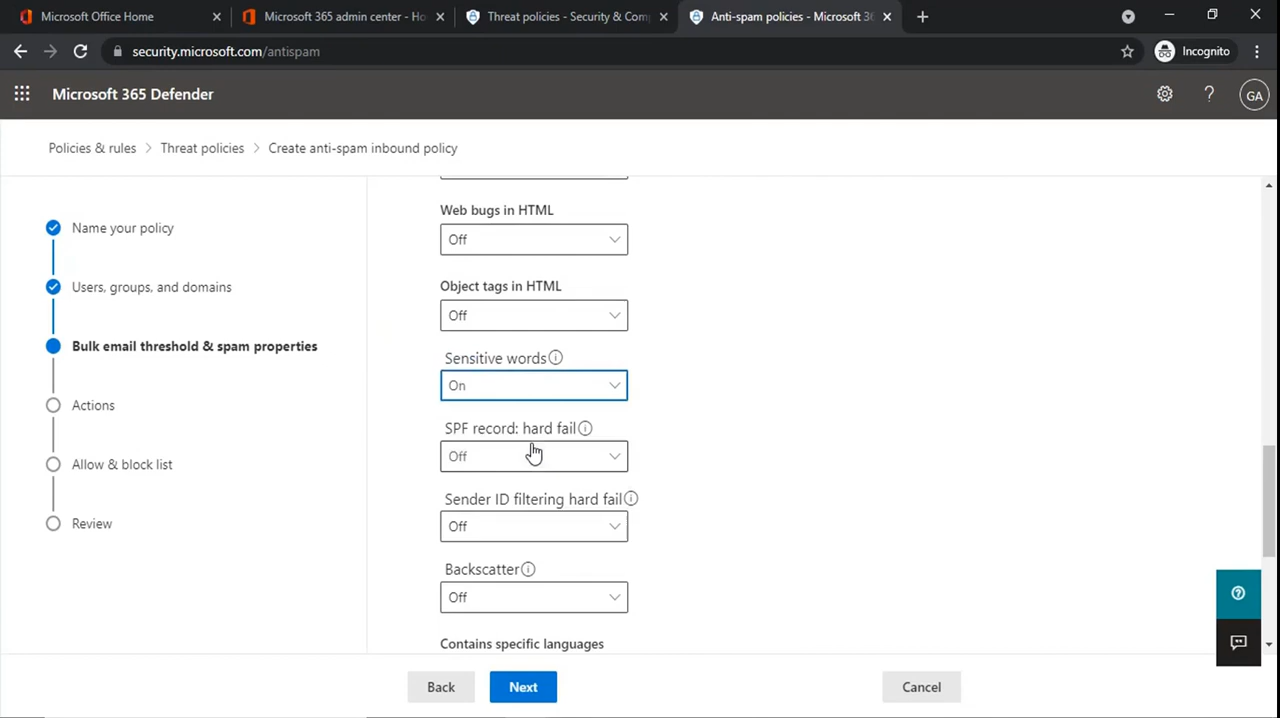 Microsoft Office Home
Microsoft 365 admin center - Ho
Threat policies - Security & Com
Anti-spam policies - Microsoft 36
security.microsoft.com/antispam
Incognito
Microsoft 365 Defender
?
GA
Policies & rules > Threat policies > Create anti-spam inbound policy
Name your policy
Users, groups, and domains
Bulk email threshold & spam properties
Actions
Allow & block list
Review
Web bugs in HTML
Off
Object tags in HTML
Off
Sensitive words
On
SPF record: hard fail
Off
Sender ID filtering hard fail
Off
Backscatter
Off
Contains specific languages
Back
Next
Cancel